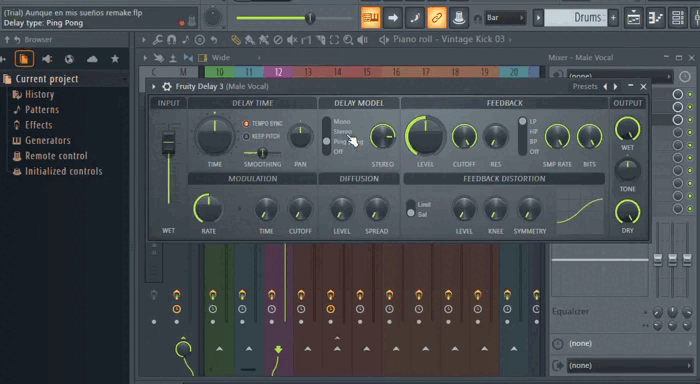 (Trial) Aunque en mis sueños remake flp
Delay type: Ping Pong
Bar
Drums
Browser
Wide
Piano roll - Vintage Kick 03
Mixer - Male Vocal
Current project
History
Patterns
Effects
Generators
Remote control
Initialized controls
C M 10 11 12 13 14 15 16 17 18 19 20
(none)
Fruity Delay 3 (Male Vocal)
Presets
INPUT DELAY TIME DELAY MODEL FEEDBACK OUTPUT
TEMPO SYNC
KEEP PITCH
Mono
Stereo
Ping
Off
LP
HP
BP
Off
TIME SMOOTHING PAN STEREO LEVEL CUTOFF RES SMP RATE BITS WET
MODULATION DIFFUSION FEEDBACK DISTORTION
TONE
Limit
Sat
WET RATE TIME CUTOFF LEVEL SPREAD LEVEL KNEE SYMMETRY DRY
Equalizer
(none)
(none)